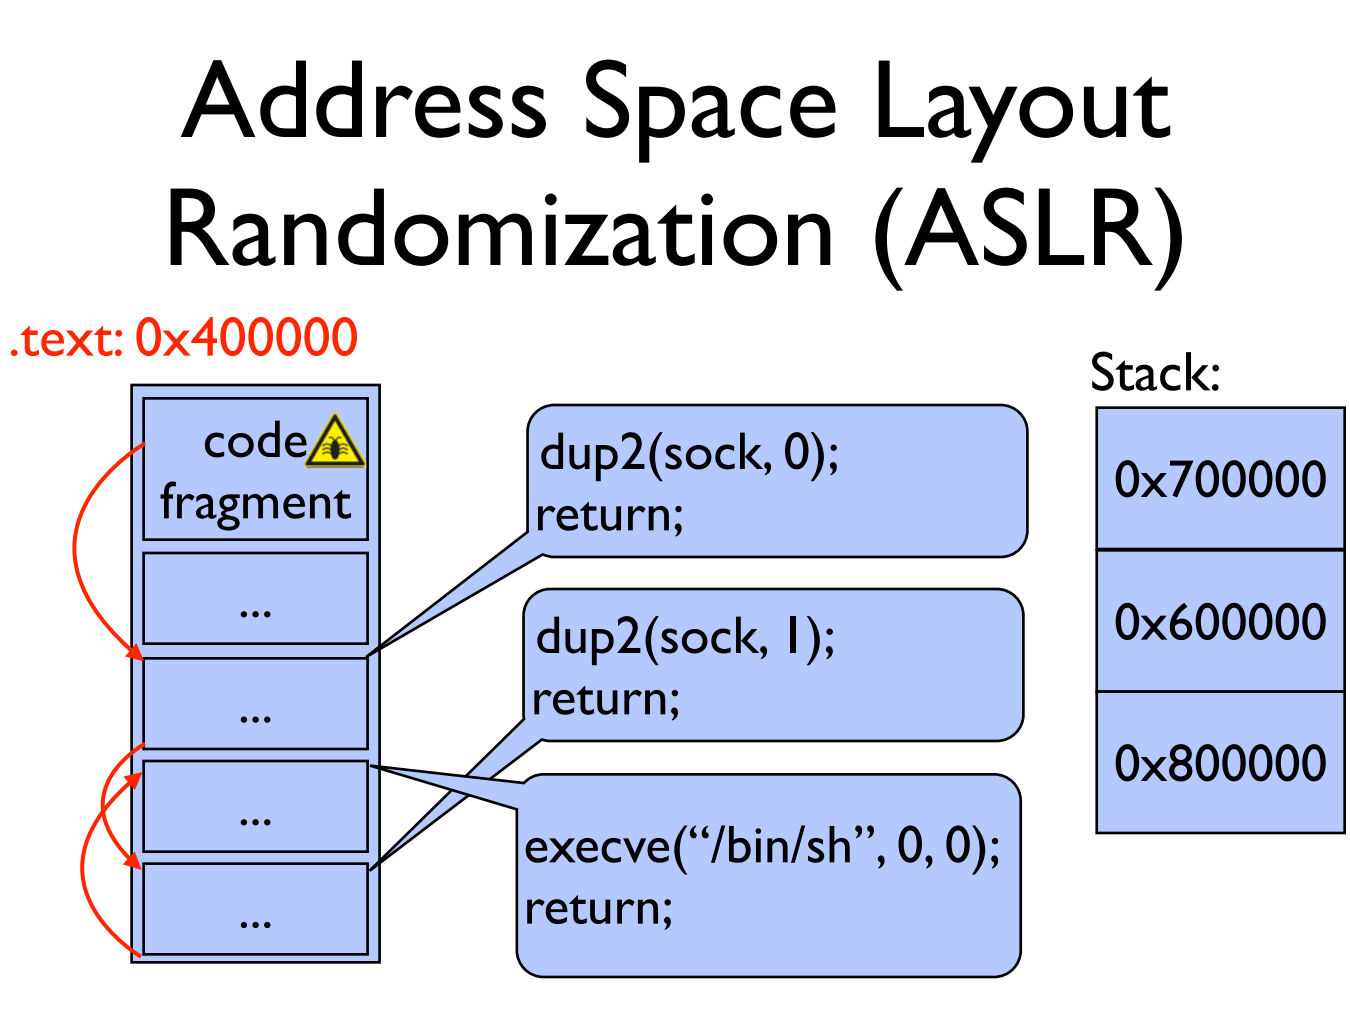 Address Space Layout
Randomization (ASLR)
.text: 0x400000
code
fragment
...
...
...
...
dup2(sock, 0);
return;
dup2(sock, 1);
return;
execve(“/bin/sh”, 0, 0);
return;
Stack:
0x700000
0x600000
0x800000